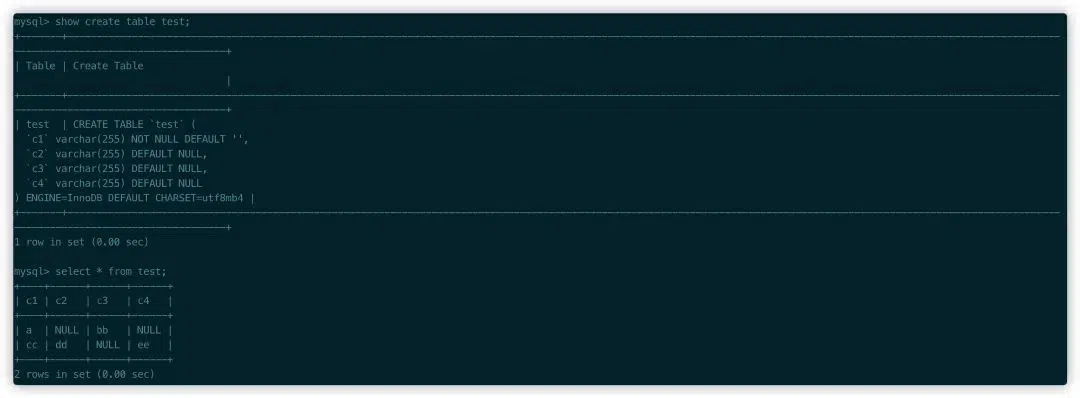 mysql> show create table test;
| Table | Create Table
|
| test | CREATE TABLE `test` (
`c1` varchar(255) NOT NULL DEFAULT '',
`c2` varchar(255) DEFAULT NULL,
`c3` varchar(255) DEFAULT NULL,
`c4` varchar(255) DEFAULT NULL
) ENGINE=InnoDB DEFAULT CHARSET=utf8mb4 |
1 row in set (0.00 sec)
mysql> select * from test;
| c1 | c2 | c3 | c4 |
| a | NULL | bb | NULL |
| cc | dd | NULL | ee |
2 rows in set (0.00 sec)